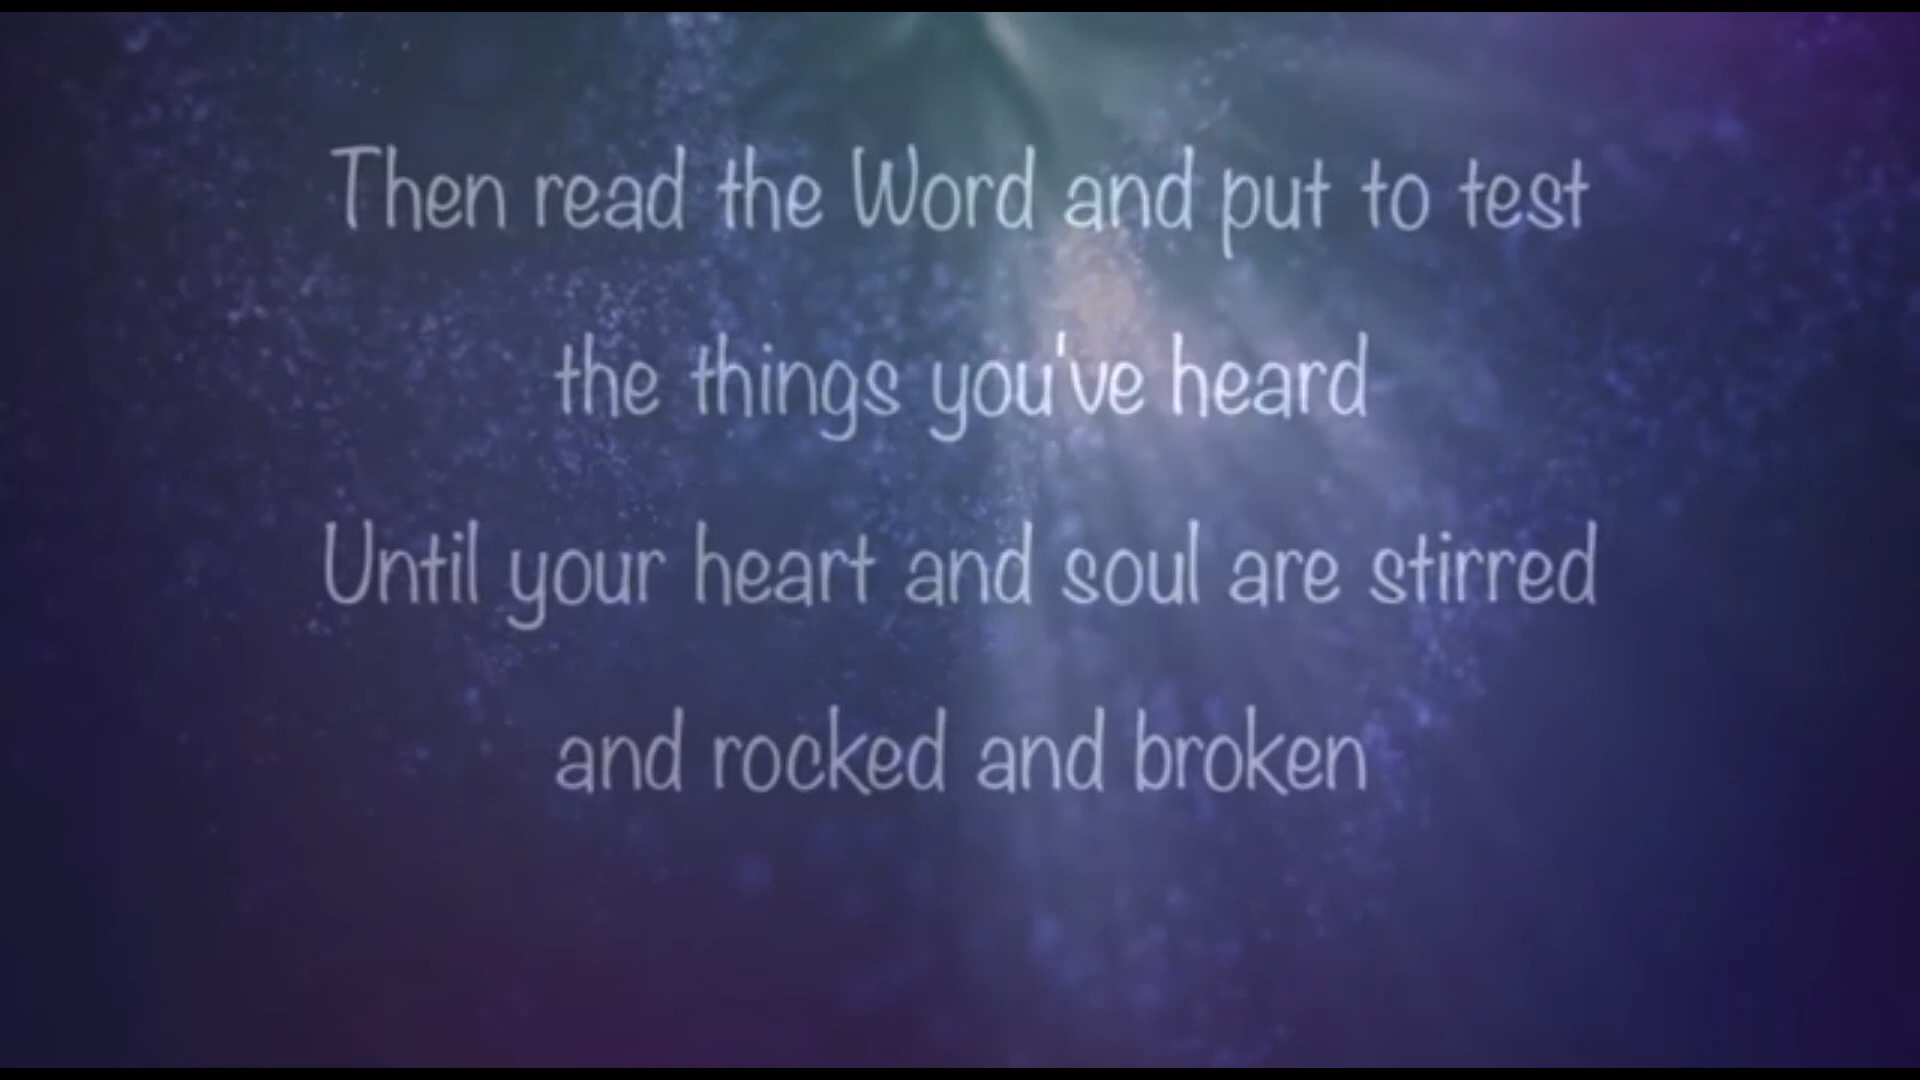 Then read the Word and put to test
the things you've heard
Until your heart and soul are stirred
and rocked and broken